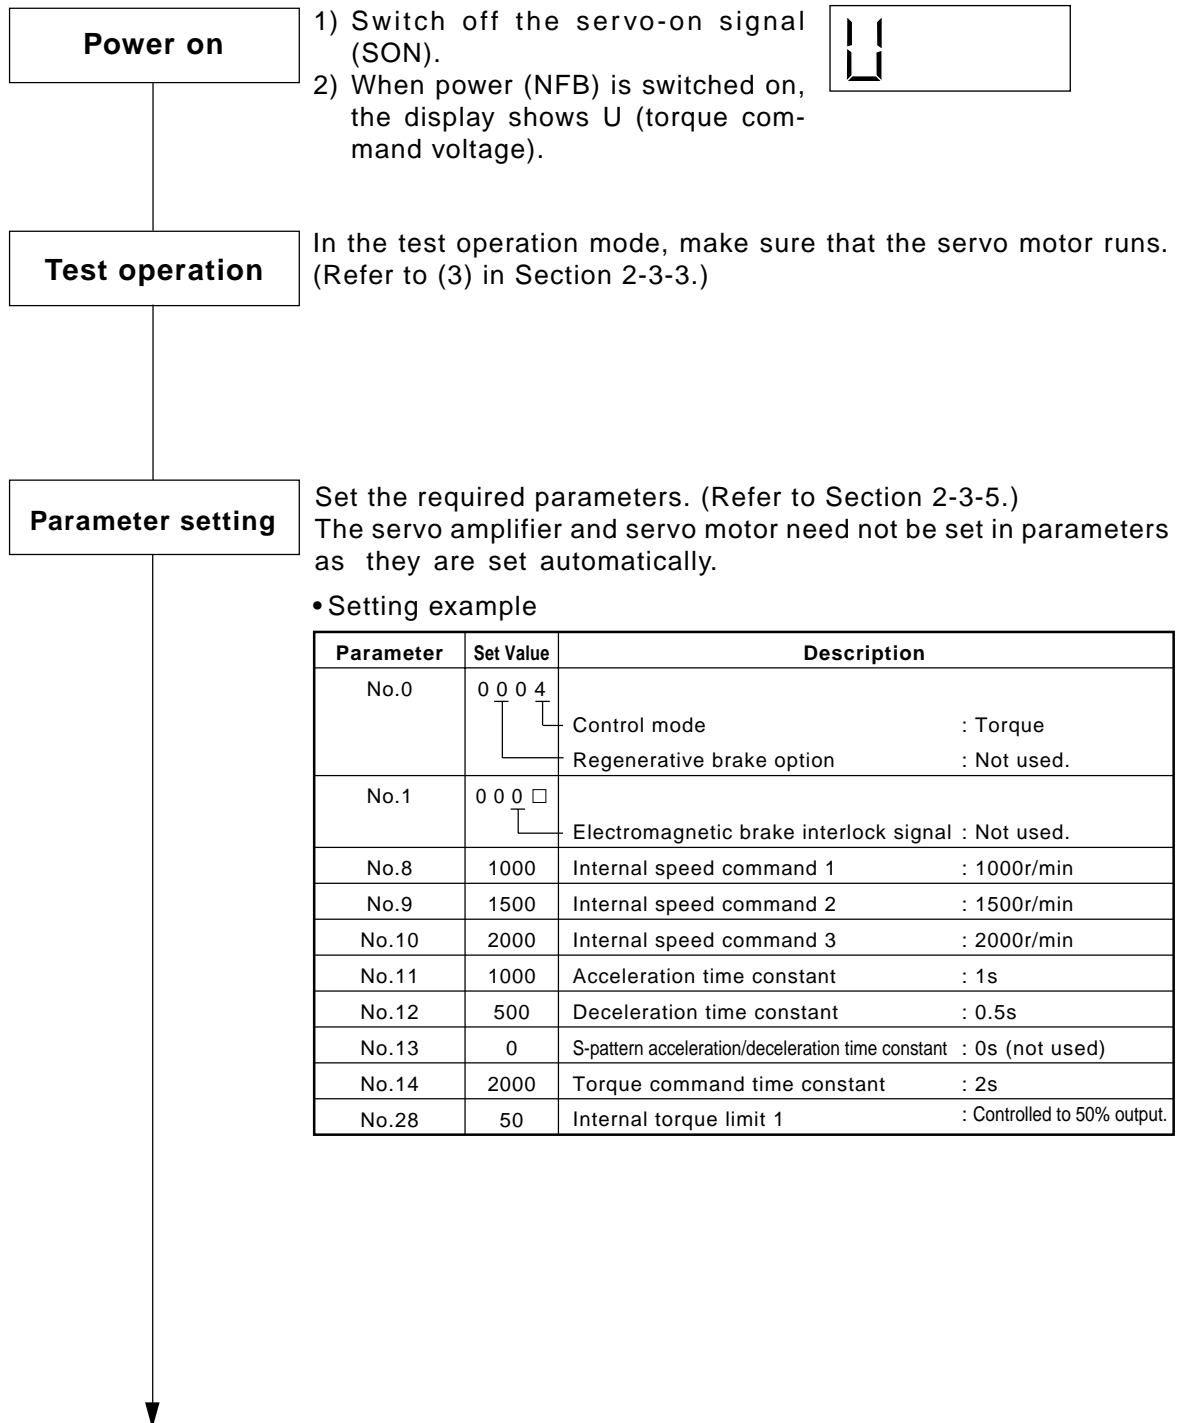 Power on
1) Switch off the servo-on signal
(SON).
2) When power (NFB) is switched on,
the display shows U (torque com-
mand voltage).
U
Test operation
In the test operation mode, make sure that the servo motor runs.
(Refer to (3) in Section 2-3-3.)
Parameter setting
Set the required parameters. (Refer to Section 2-3-5.)
The servo amplifier and servo motor need not be set in parameters
as they are set automatically.
• Setting example
Parameter Set Value Description
No.0 0 0 0 4
Control mode : Torque
Regenerative brake option : Not used.
No.1 0 0 0 □
Electromagnetic brake interlock signal : Not used.
No.8 1000 Internal speed command 1 : 1000r/min
No.9 1500 Internal speed command 2 : 1500r/min
No.10 2000 Internal speed command 3 : 2000r/min
No.11 1000 Acceleration time constant : 1s
No.12 500 Deceleration time constant : 0.5s
No.13 0 S-pattern acceleration/deceleration time constant : 0s (not used)
No.14 2000 Torque command time constant : 2s
No.28 50 Internal torque limit 1 : Controlled to 50% output.